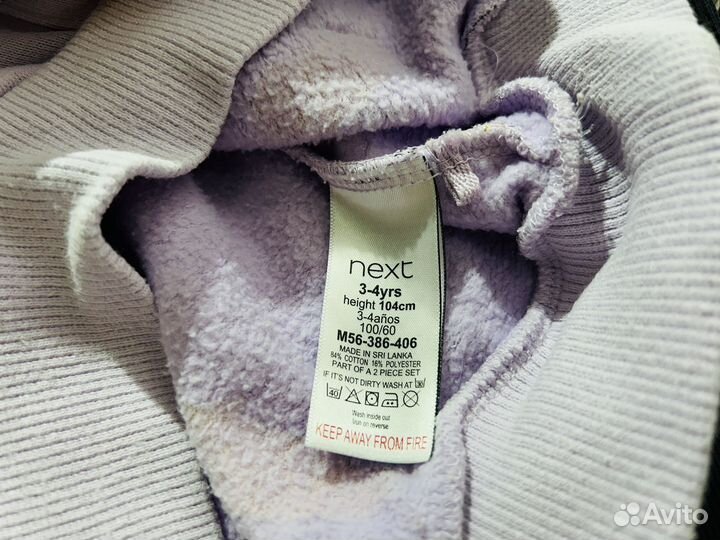 next
3-4yrs
height 104cm
3-4años
100/60
M56-386-406
MADE IN SRI LANKA
84% COTTON 16% POLYESTER
PART OF A 2 PIECE SET
IF IT'S NOT DIRTY WASH AT 30
40
Wash inside out
Iron on reverse
KEEP AWAY FROM FIRE
Avito